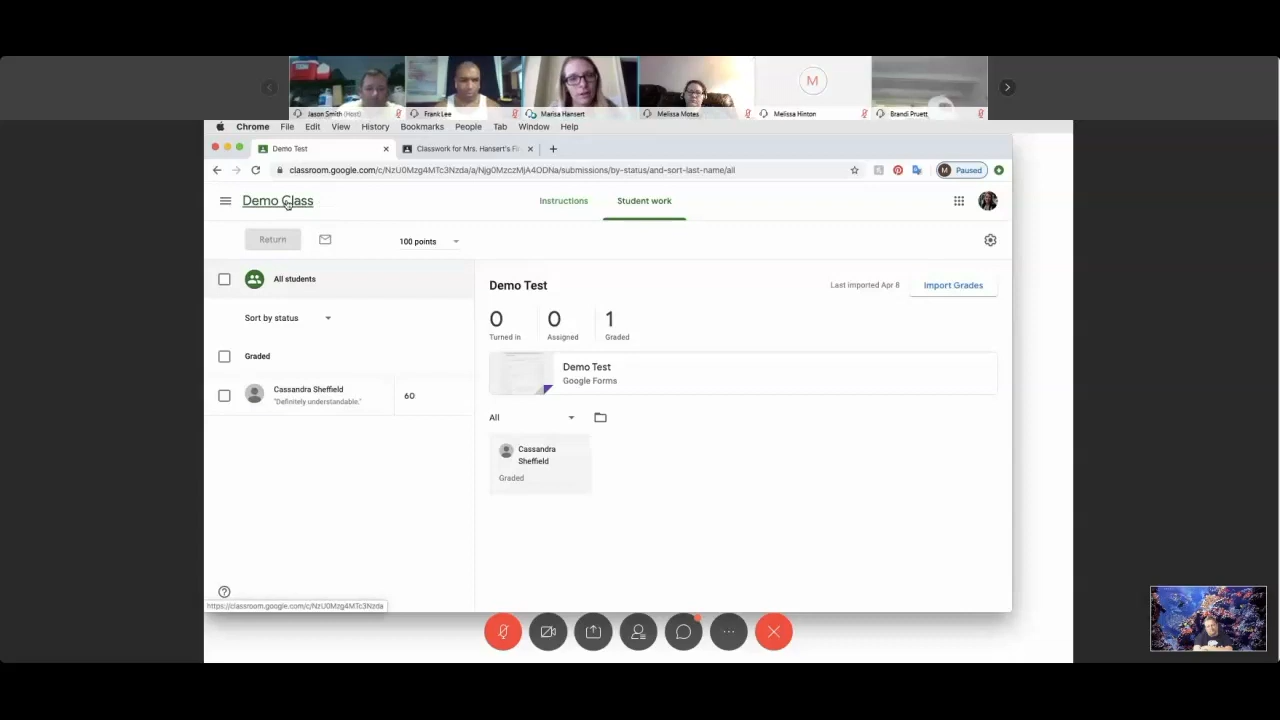 M
Jason Smith (Host)
Frank Lee
Marisa Hansert
Melissa Motes
Melissa Hinton
Brandi Pruett
Chrome File Edit View History Bookmarks People Tab Window Help
Demo Test
Classwork for Mrs. Hansert's Fi
classroom.google.com/c/NzU0Mzg4MTc3Nzda/a/Njg0MzczMjA4ODNa/submissions/by-status/and-sort-last-name/all
M Paused
Demo Class
Instructions
Student work
Return
100 points
All students
Sort by status
Graded
Cassandra Sheffield
"Definitely understandable."
60
Demo Test
Last imported Apr 8
Import Grades
0
Turned in
0
Assigned
1
Graded
Demo Test
Google Forms
All
Cassandra
Sheffield
Graded
https://classroom.google.com/c/NzU0Mzg4MTc3Nzda